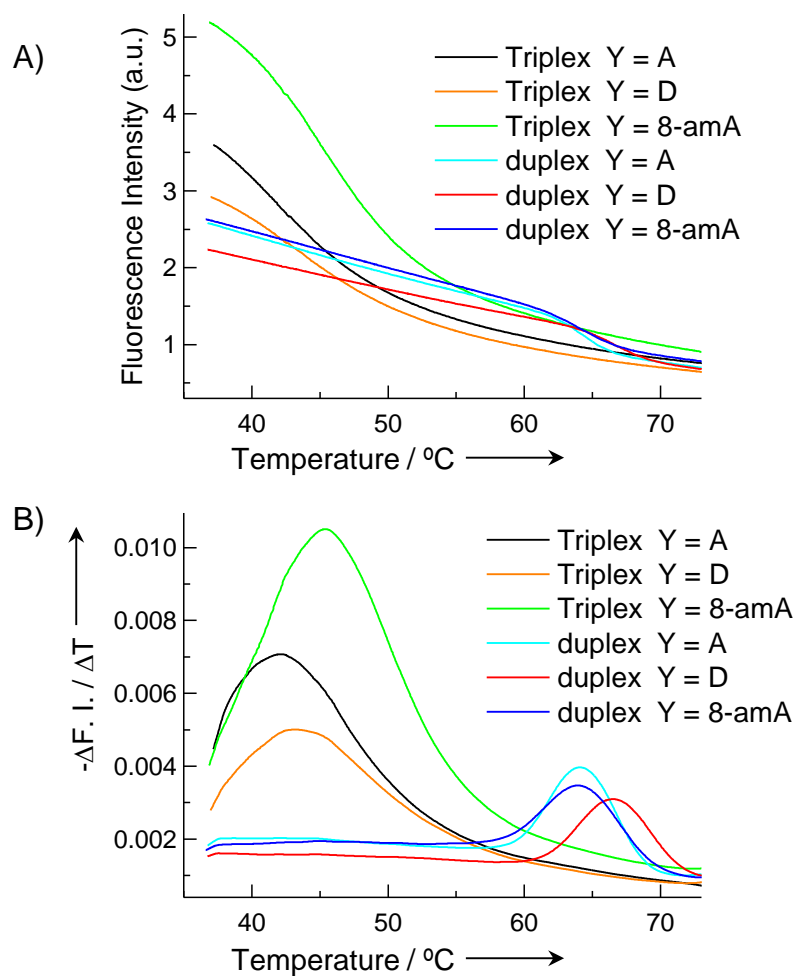 A)
Fluorescence Intensity (a.u.)
5
4
3
2
1
Triplex Y = A
Triplex Y = D
Triplex Y = 8-amA
duplex Y = A
duplex Y = D
duplex Y = 8-amA
40 50 60 70
Temperature / ºC
B)
-ΔF. I. / ΔT
0.010
0.008
0.006
0.004
0.002
Triplex Y = A
Triplex Y = D
Triplex Y = 8-amA
duplex Y = A
duplex Y = D
duplex Y = 8-amA
40 50 60 70
Temperature / ºC